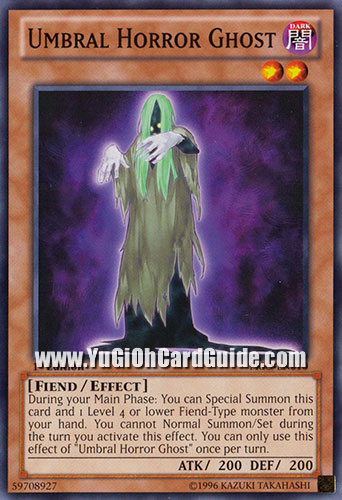 UMBRAL HORROR GHOST
DARK
闇
www.YuGiOhCardGuide.com
[FIEND / EFFECT]
During your Main Phase: You can Special Summon this
card and 1 Level 4 or lower Fiend-Type monster from
your hand. You cannot Normal Summon/Set during
the turn you activate this effect. You can only use this
effect of "Umbral Horror Ghost" once per turn.
ATK/ 200 DEF/ 200
59708927
©1996 KAZUKI TAKAHASHI